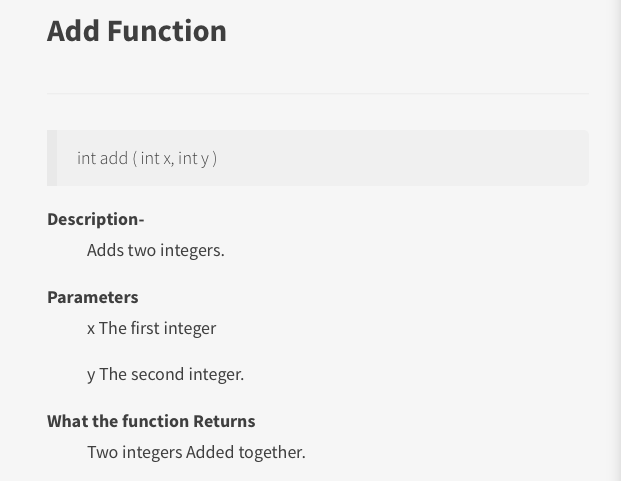 Add Function
int add ( int x, int y )
Description-
Adds two integers.
Parameters
x The first integer
y The second integer.
What the function Returns
Two integers Added together.